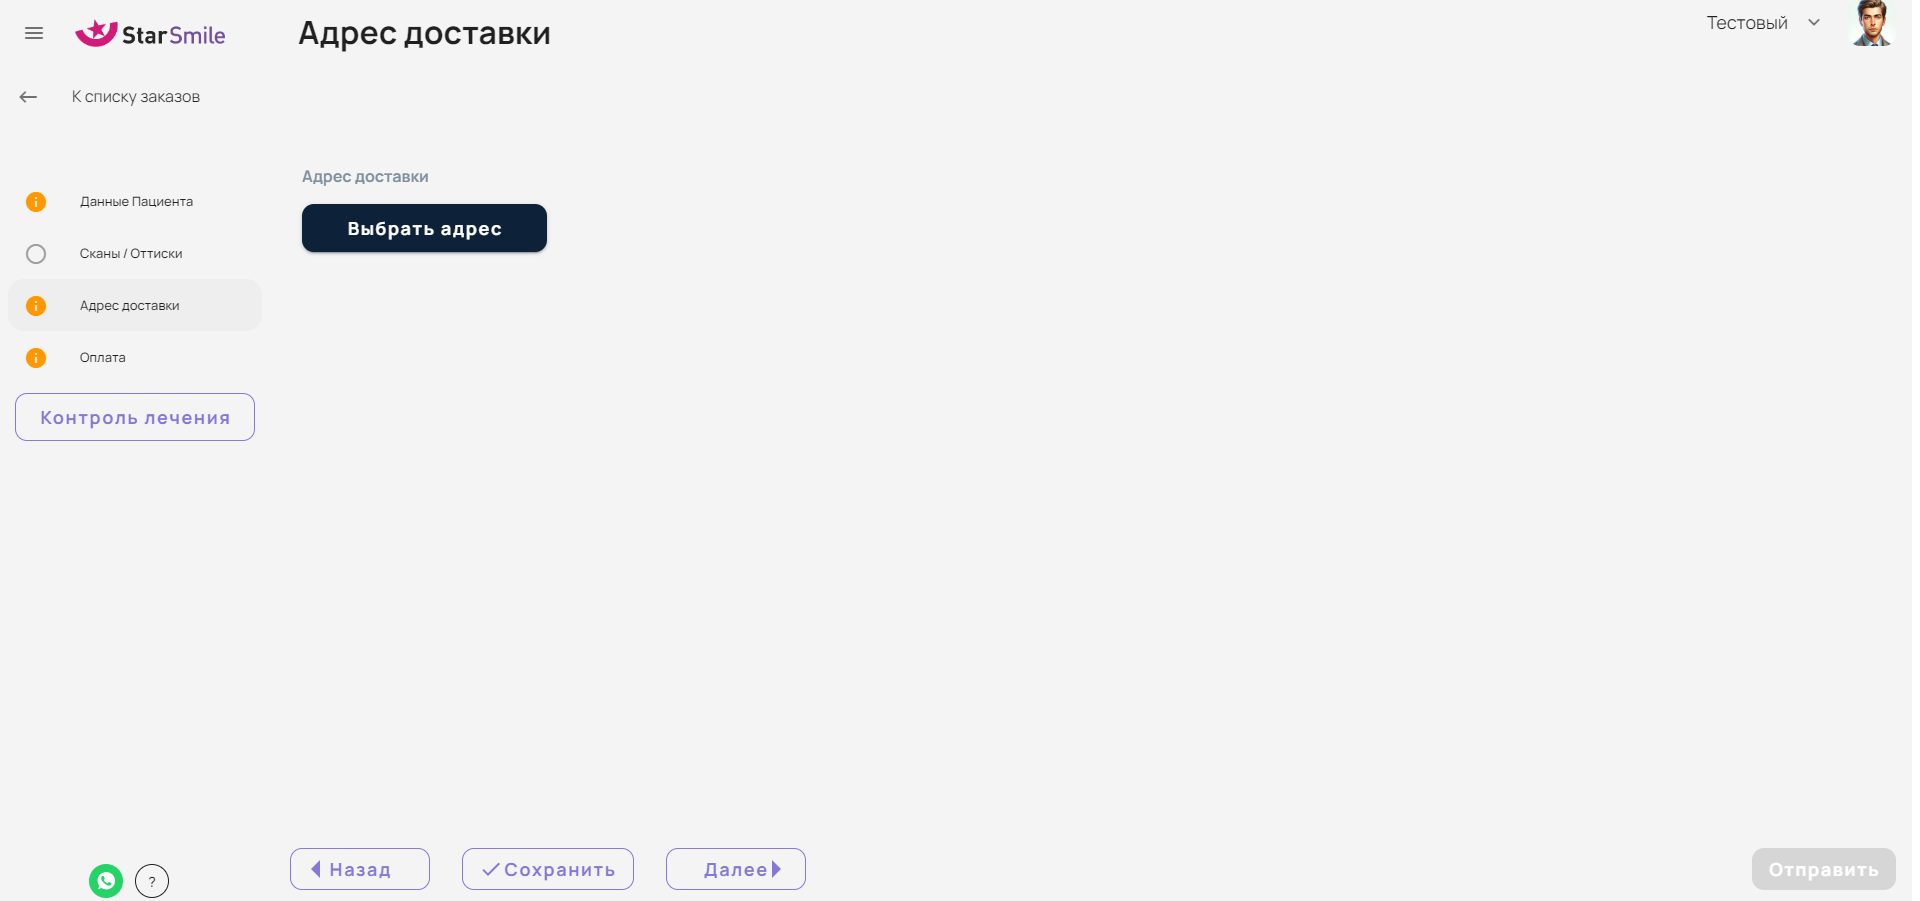 StarSmile
Адрес доставки
Тестовый
К списку заказов
Адрес доставки
Выбрать адрес
Данные Пациента
Сканы / Оттиски
Адрес доставки
Оплата
Контроль лечения
Назад
Сохранить
Далее
Отправить
?